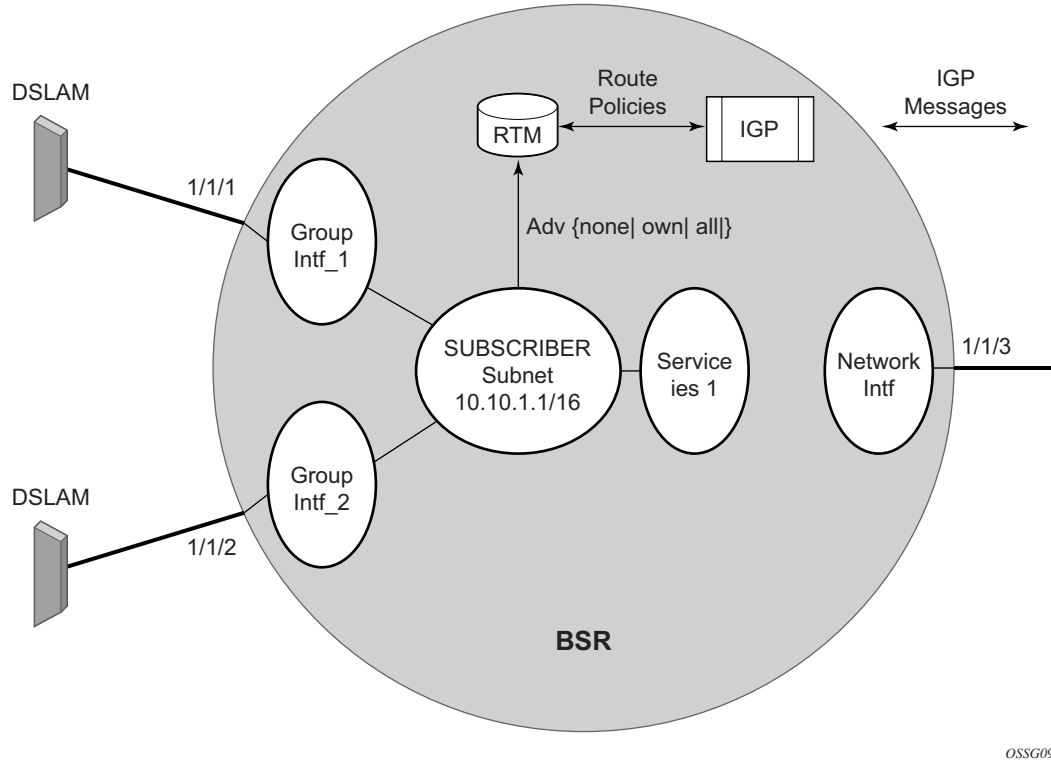 DSLAM
1/1/1
Group
Intf_1
RTM
Route
Policies
IGP
IGP
Messages
Adv {none| own| all|}
SUBSCRIBER
Subnet
10.10.1.1/16
Service
ies 1
Network
Intf
1/1/3
Group
Intf_2
DSLAM
1/1/2
BSR
OSSG09